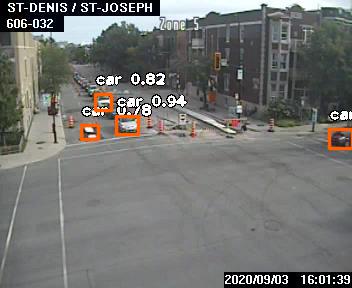 ST-DENIS / ST-JOSEPH
606-032
Zone 5
car 0.82
car 0.94
car 0.78
car
2020/09/03 16:01:39